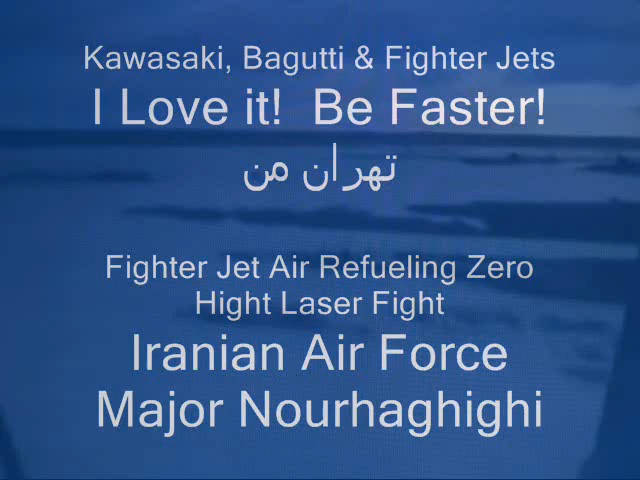 Kawasaki, Bagutti & Fighter Jets
I Love it!  Be Faster!
تهران من
Fighter Jet Air Refueling Zero
Hight Laser Fight
Iranian Air Force
Major Nourhaghighi